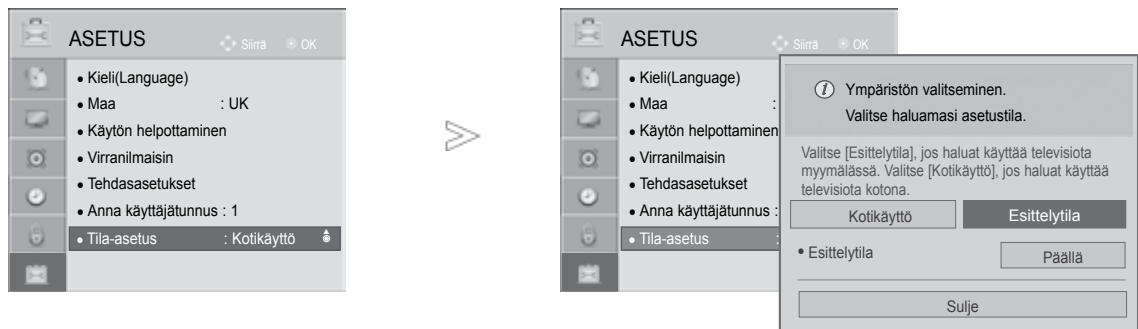 ASETUS
Siirrä OK
• Kieli(Language)
• Maa : UK
• Käytön helpottaminen
• Virranilmaisin
• Tehdasasetukset
• Anna käyttäjätunnus : 1
• Tila-asetus : Kotikäyttö
ASETUS
Siirrä OK
• Kieli(Language)
• Maa :
• Käytön helpottaminen
• Virranilmaisin
• Tehdasasetukset
• Anna käyttäjätunnus :
• Tila-asetus :
Ympäristön valitseminen.
Valitse haluamasi asetustila.
Valitse [Esittelytila], jos haluat käyttää televisiota
myymälässä. Valitse [Kotikäyttö], jos haluat käyttää
televisiota kotona.
Kotikäyttö
Esittelytila
• Esittelytila
Päällä
Sulje